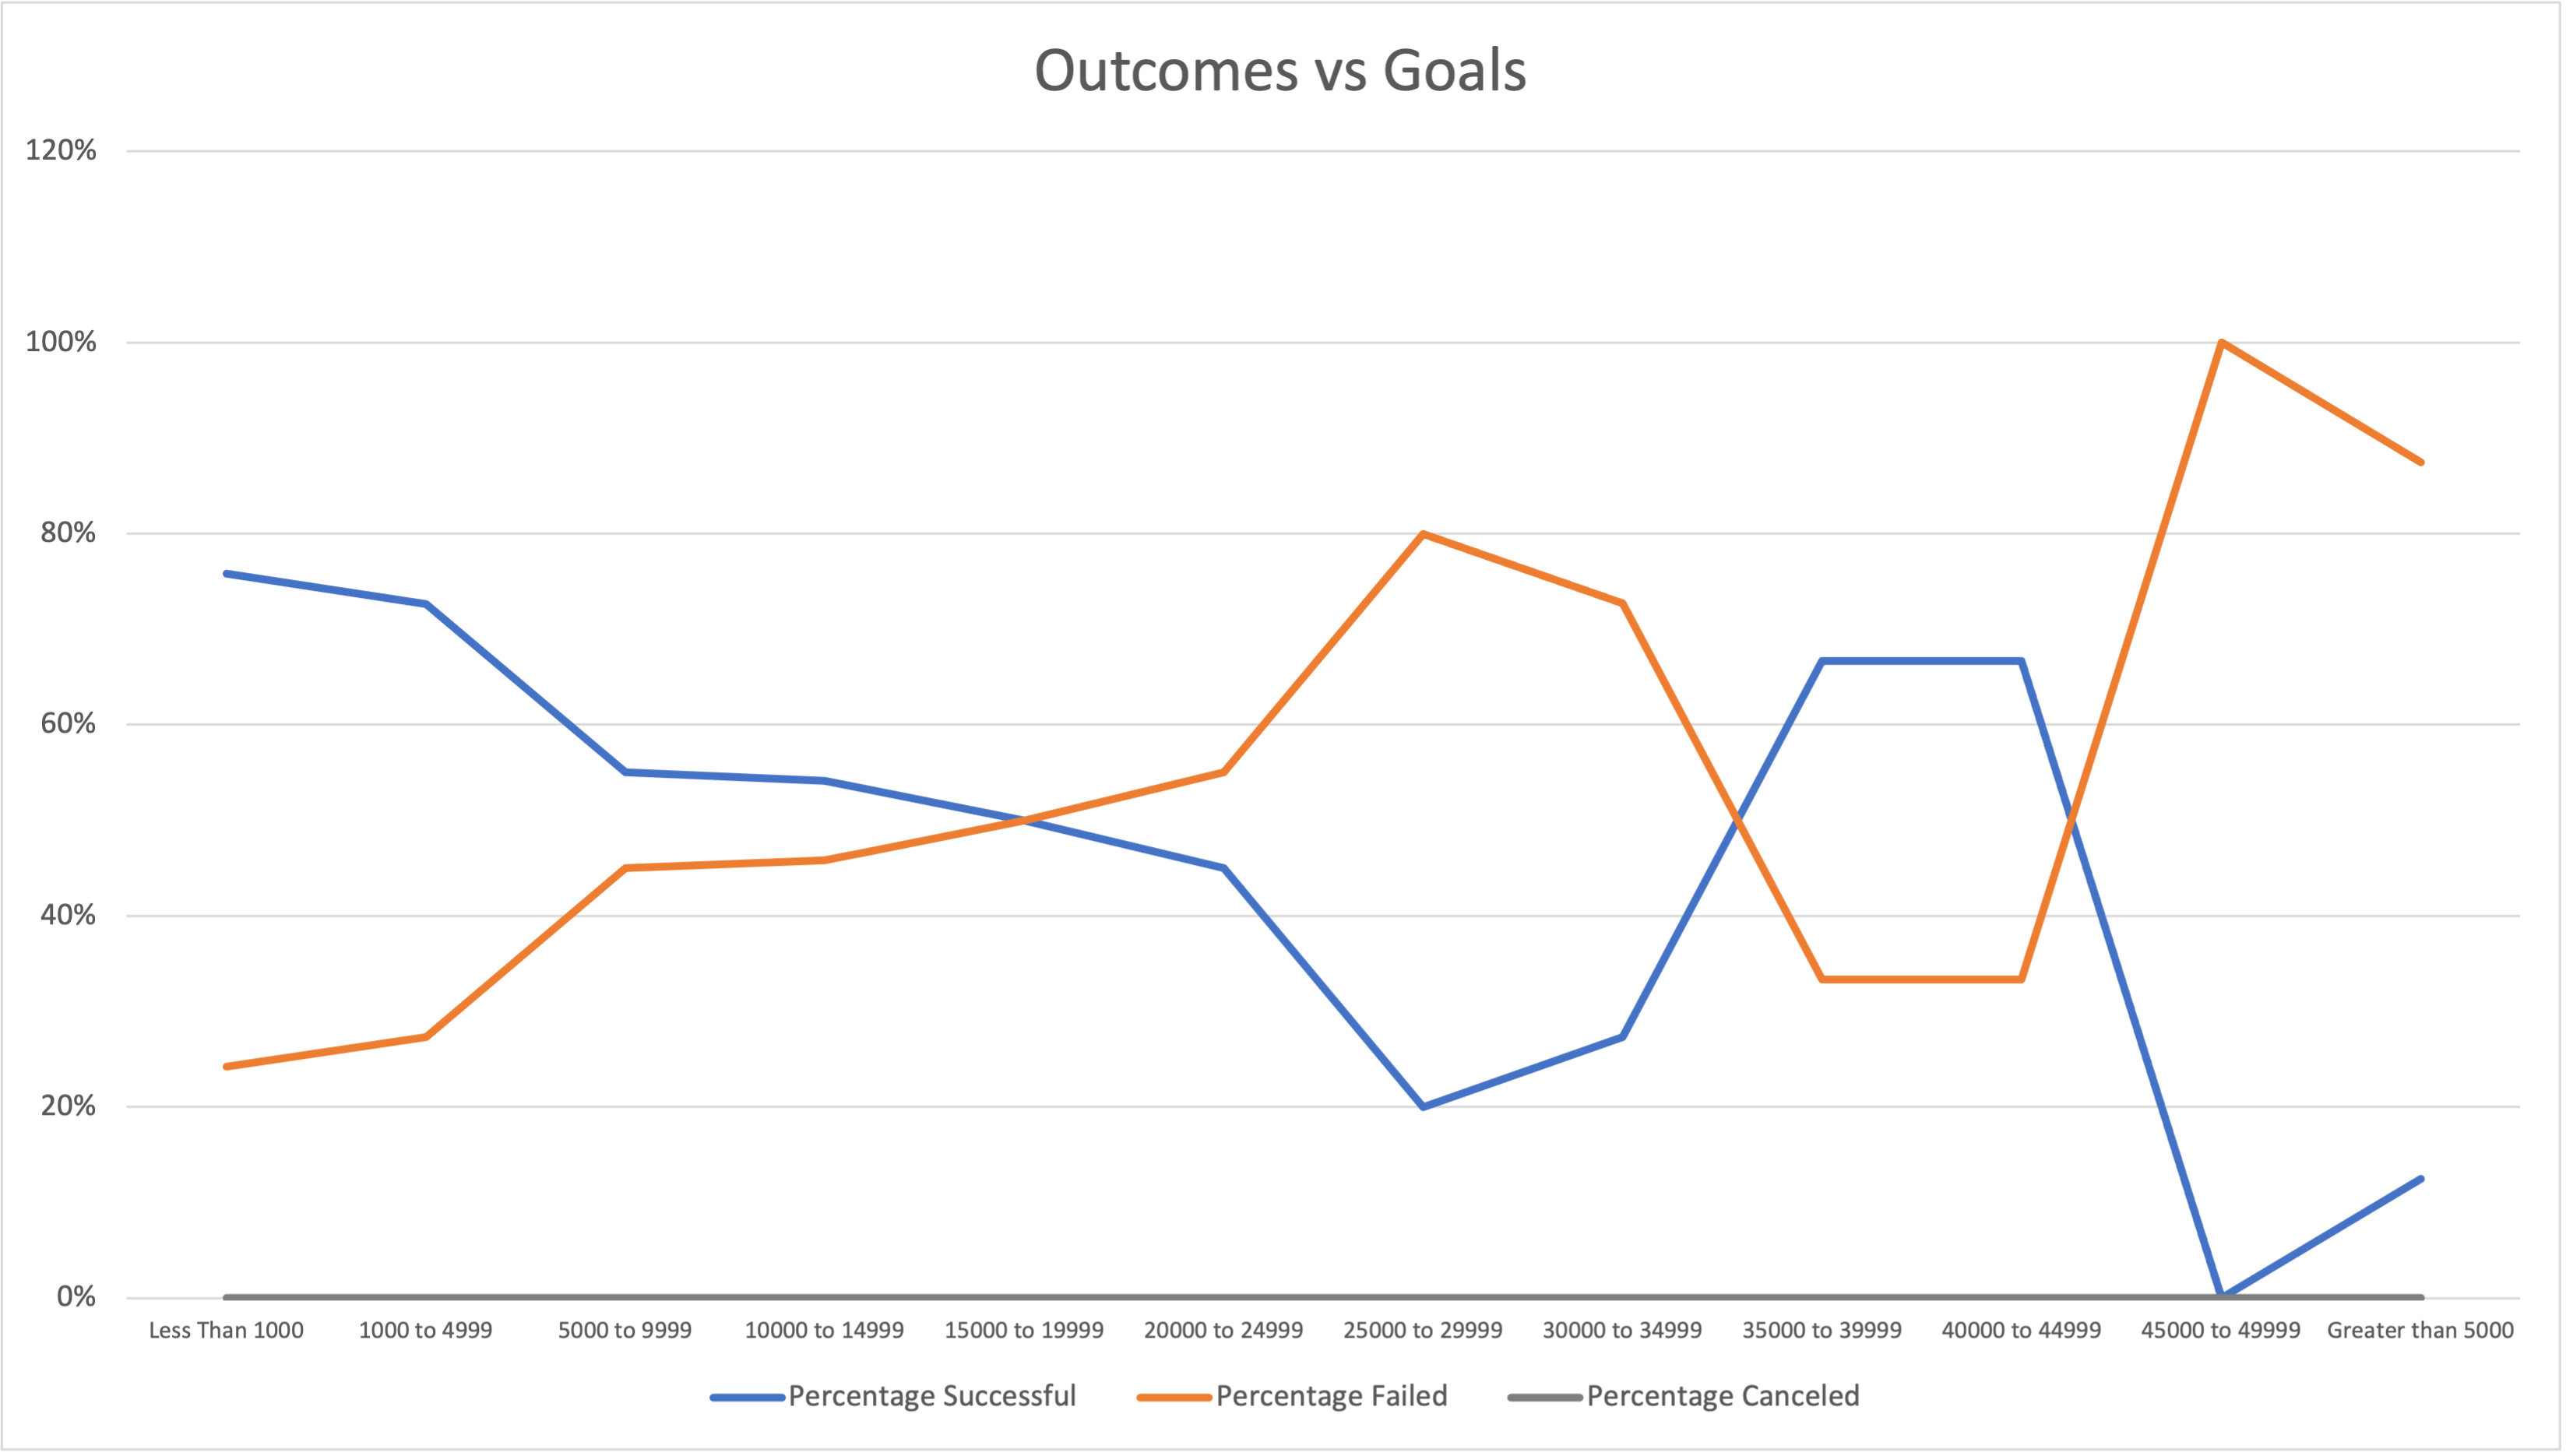 Outcomes vs Goals
120%
100%
80%
60%
40%
20%
0%
Less Than 1000 1000 to 4999 5000 to 9999 10000 to 14999 15000 to 19999 20000 to 24999 25000 to 29999 30000 to 34999 35000 to 39999 40000 to 44999 45000 to 49999 Greater than 5000
Percentage Successful Percentage Failed Percentage Canceled